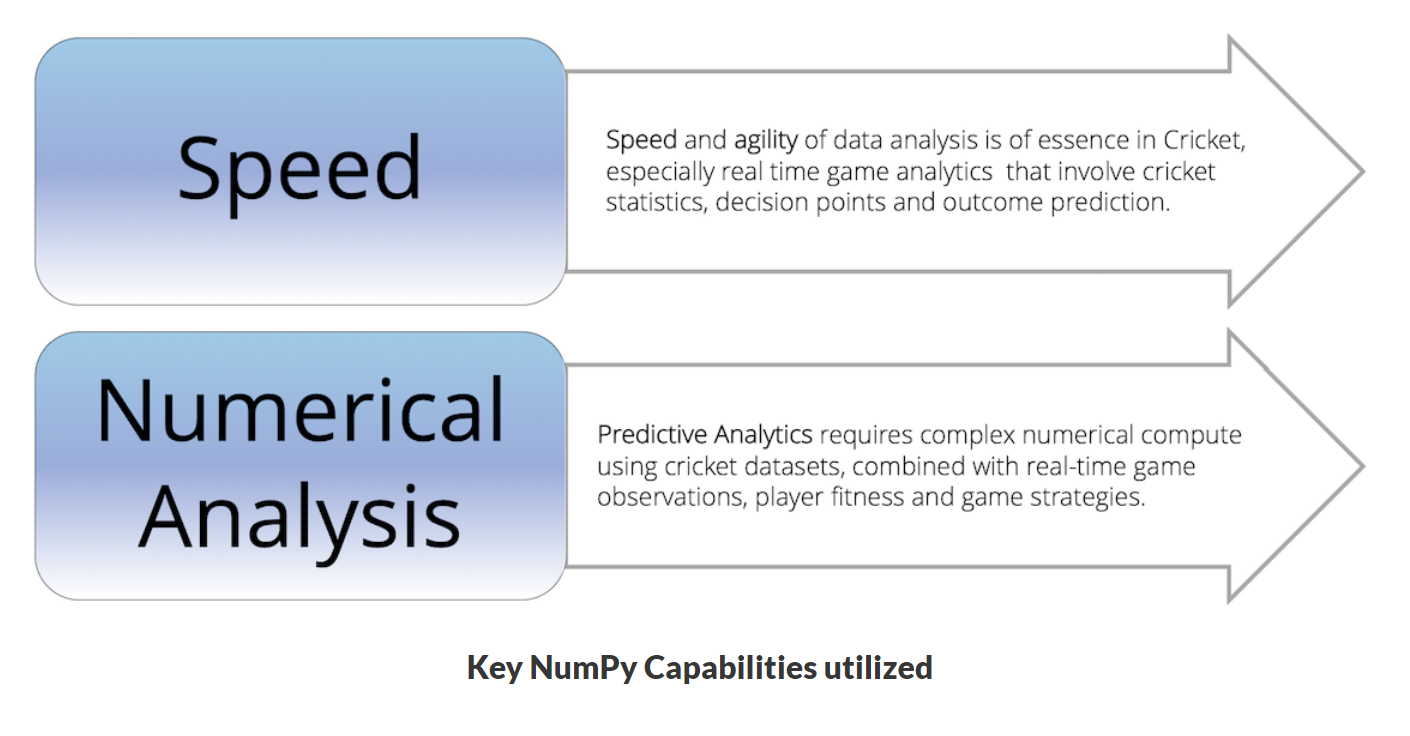 Speed
Speed and agility of data analysis is of essence in Cricket,
especially real time game analytics  that involve cricket
statistics, decision points and outcome prediction.
Numerical
Analysis
Predictive Analytics requires complex numerical compute
using cricket datasets, combined with real-time game
observations, player fitness and game strategies.
Key NumPy Capabilities utilized